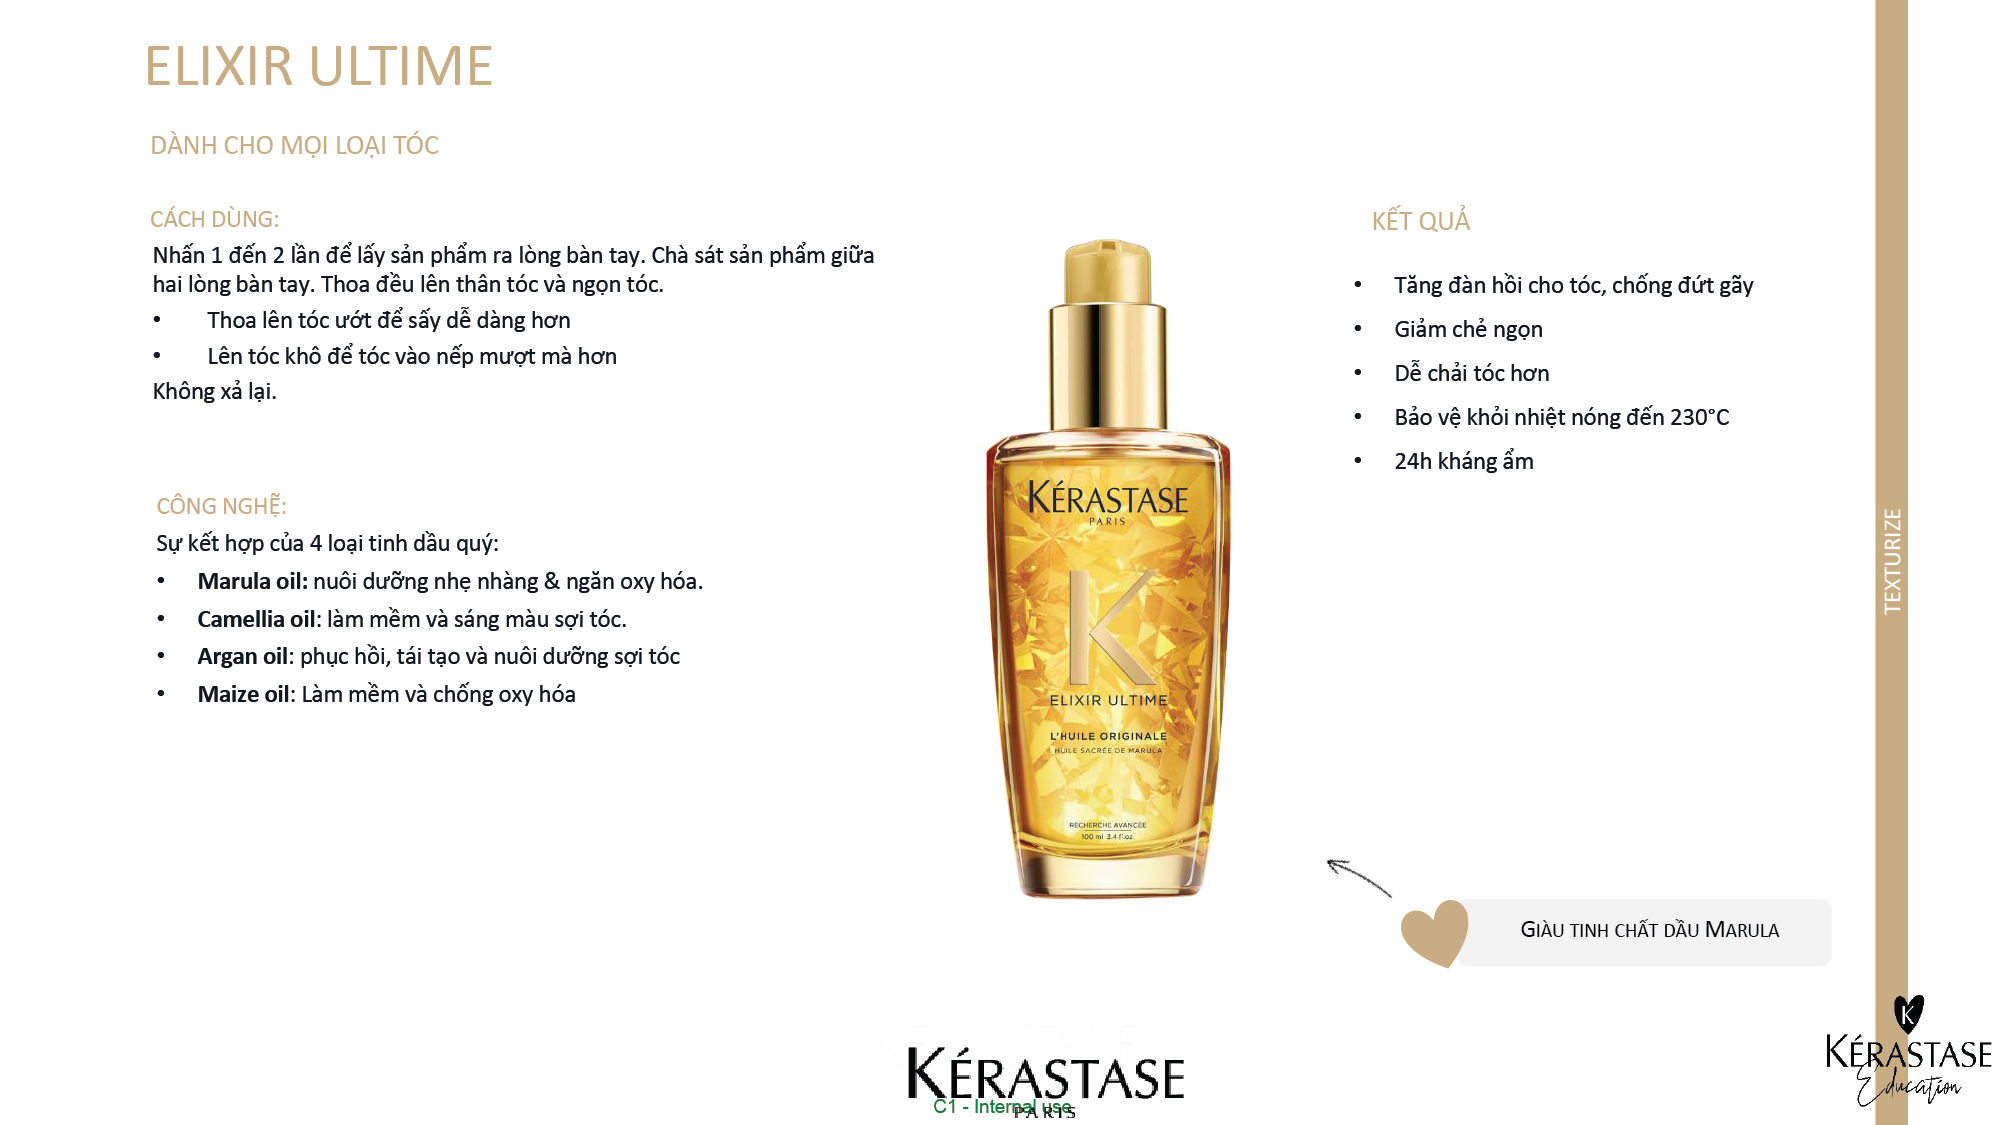 ELIXIR ULTIME
DÀNH CHO MỌI LOẠI TÓC
CÁCH DÙNG:
Nhấn 1 đến 2 lần để lấy sản phẩm ra lòng bàn tay. Chà sát sản phẩm giữa
hai lòng bàn tay. Thoa đều lên thân tóc và ngọn tóc.
• Thoa lên tóc ướt để sấy dễ dàng hơn
• Lên tóc khô để tóc vào nếp mượt mà hơn
Không xả lại.
CÔNG NGHỆ:
Sự kết hợp của 4 loại tinh dầu quý:
• Marula oil: nuôi dưỡng nhẹ nhàng & ngăn oxy hóa.
• Camellia oil: làm mềm và sáng màu sợi tóc.
• Argan oil: phục hồi, tái tạo và nuôi dưỡng sợi tóc
• Maize oil: Làm mềm và chống oxy hóa
KÉRASTASE
PARIS
K
ELIXIR ULTIME
L'HUILE ORIGINALE
HUILE SACRÉE DE MARULA
RECHERCHE AVANCÉE
100 ml 3.4 fl.oz.
KẾT QUẢ
• Tăng đàn hồi cho tóc, chống đứt gãy
• Giảm chẻ ngọn
• Dễ chải tóc hơn
• Bảo vệ khỏi nhiệt nóng đến 230°C
• 24h kháng ẩm
TEXTURIZE
GIÀU TINH CHẤT DẦU MARULA
KÉRASTASE
PARIS
C1 - Internal use
K
KÉRASTASE
Education